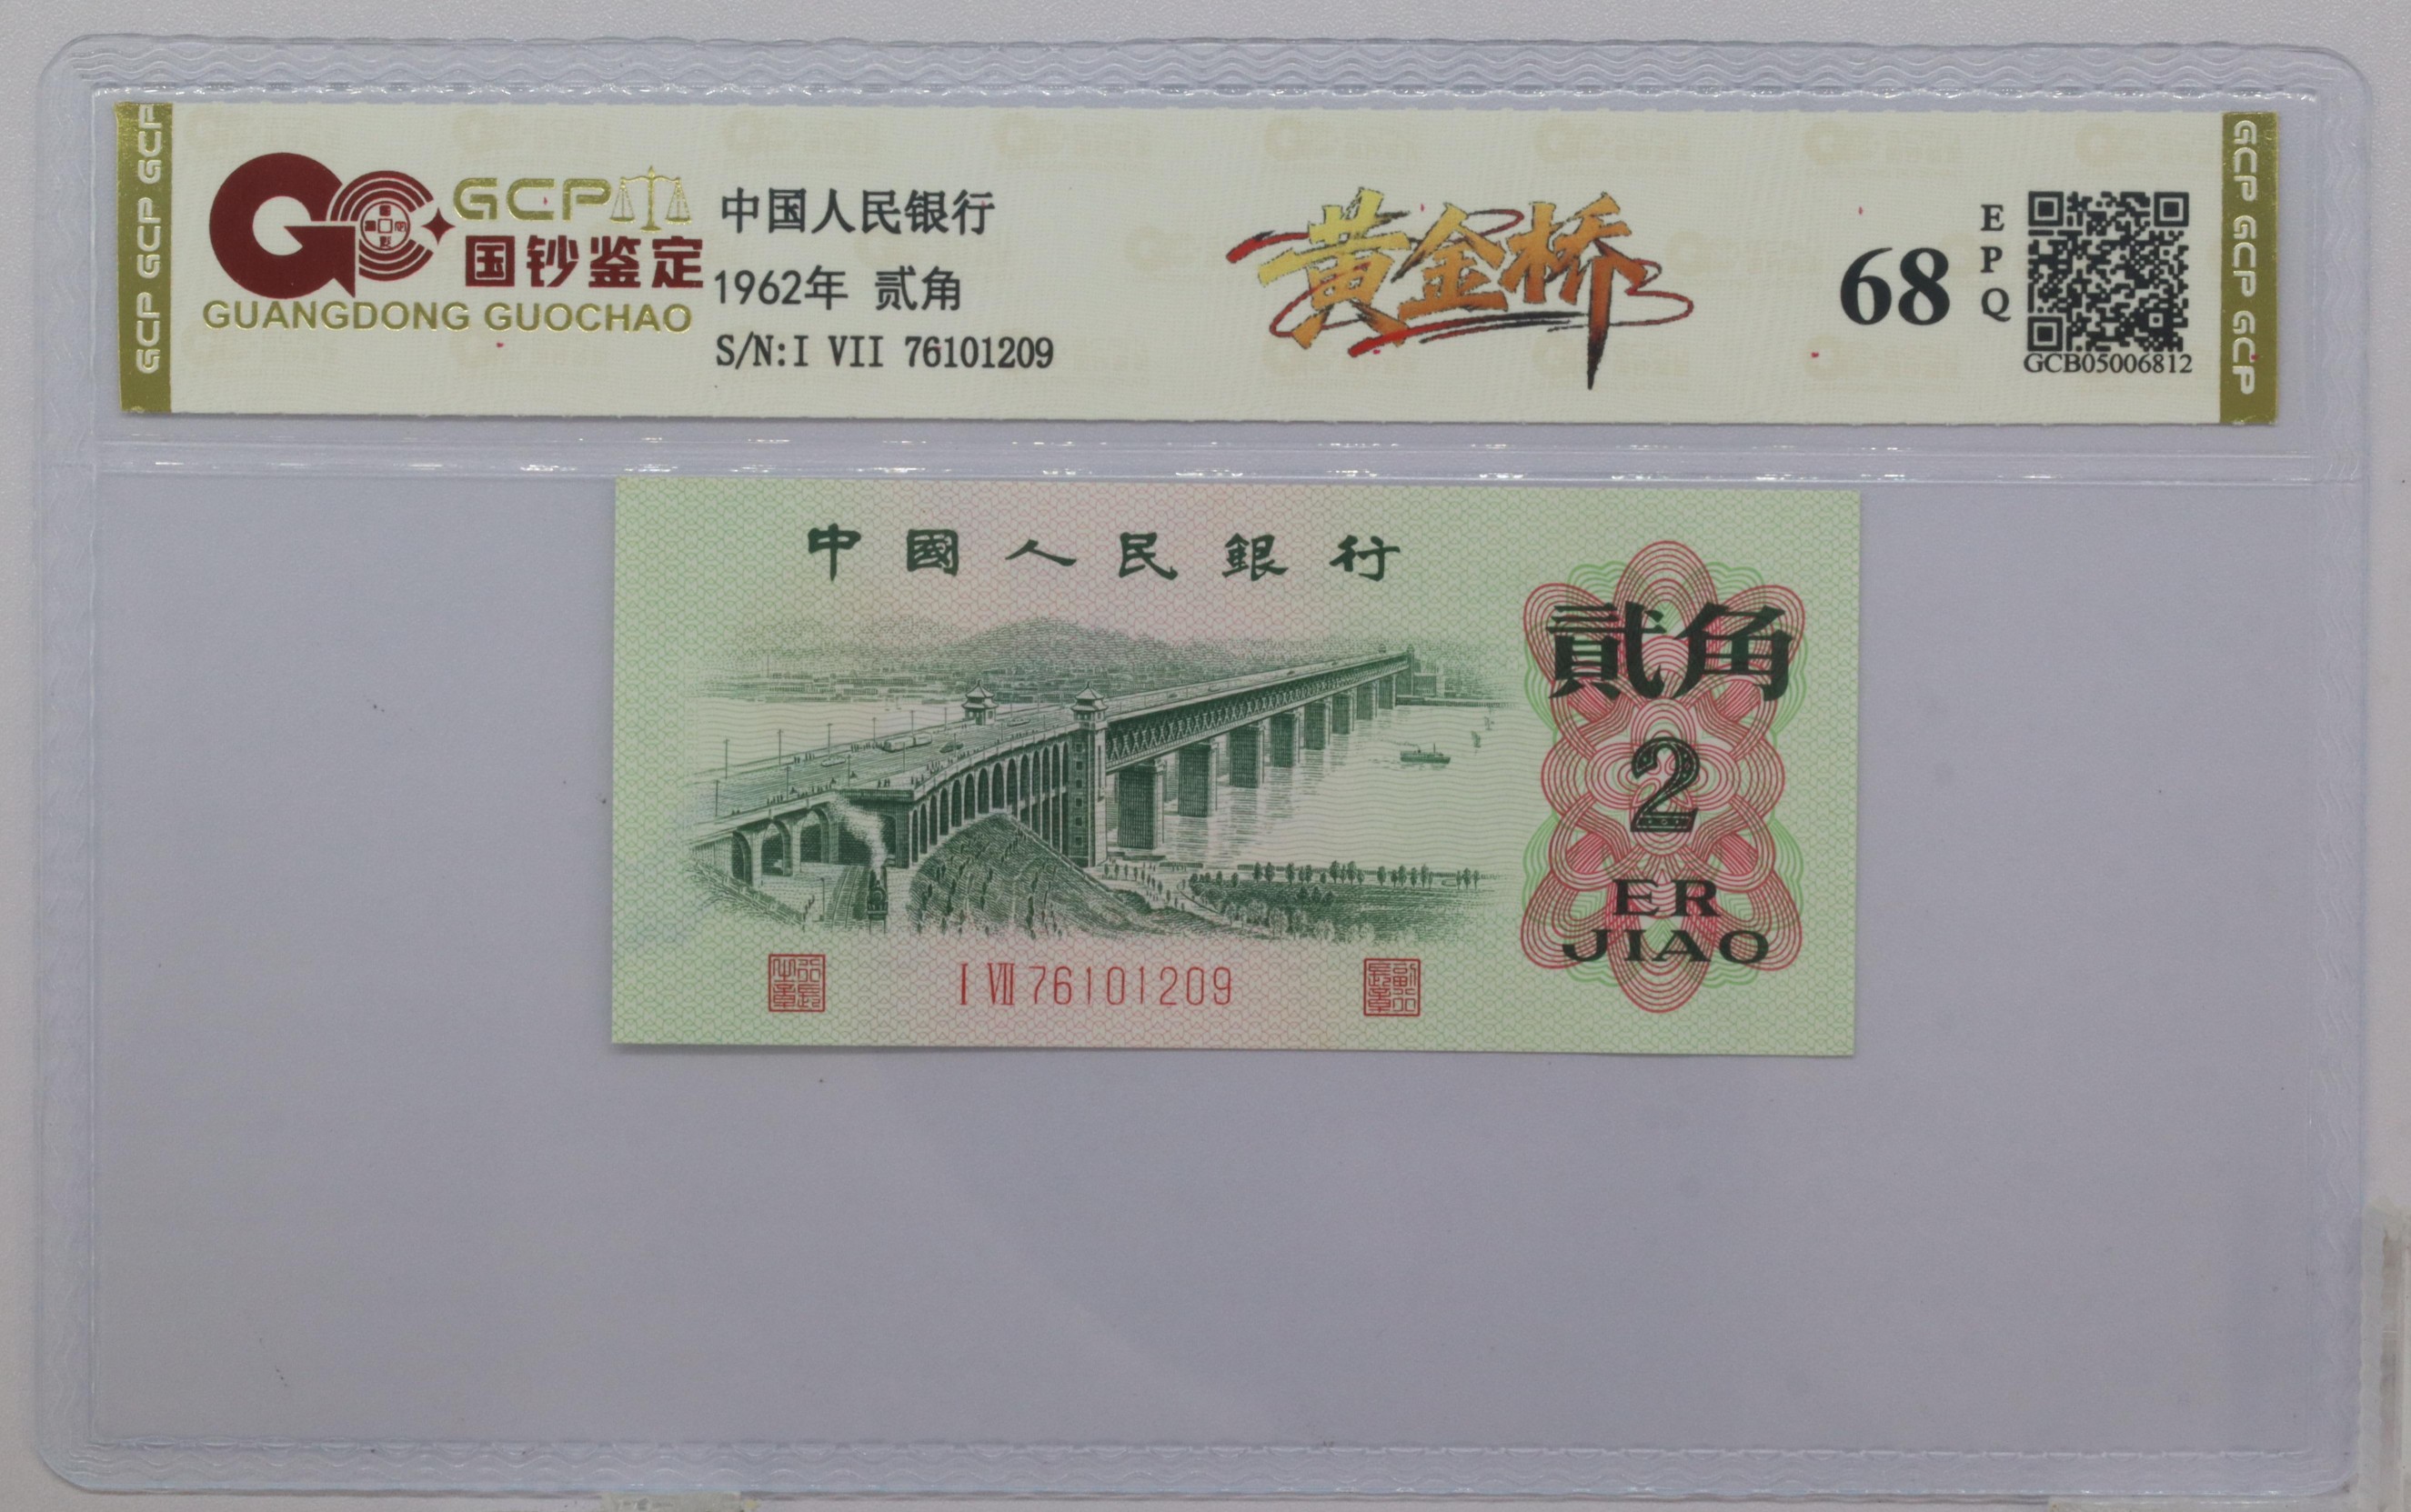 GCP GCP GCP
GCP
国钞鉴定
GUANGDONG GUOCHAO
中国人民银行
1962年 贰角
S/N:I VII 76101209
黄金桥
68
EPQ
GCB05006812
GCP GCP GCP GCP
中國人民銀行
貳角
2
ER
JIAO
I VII 76101209